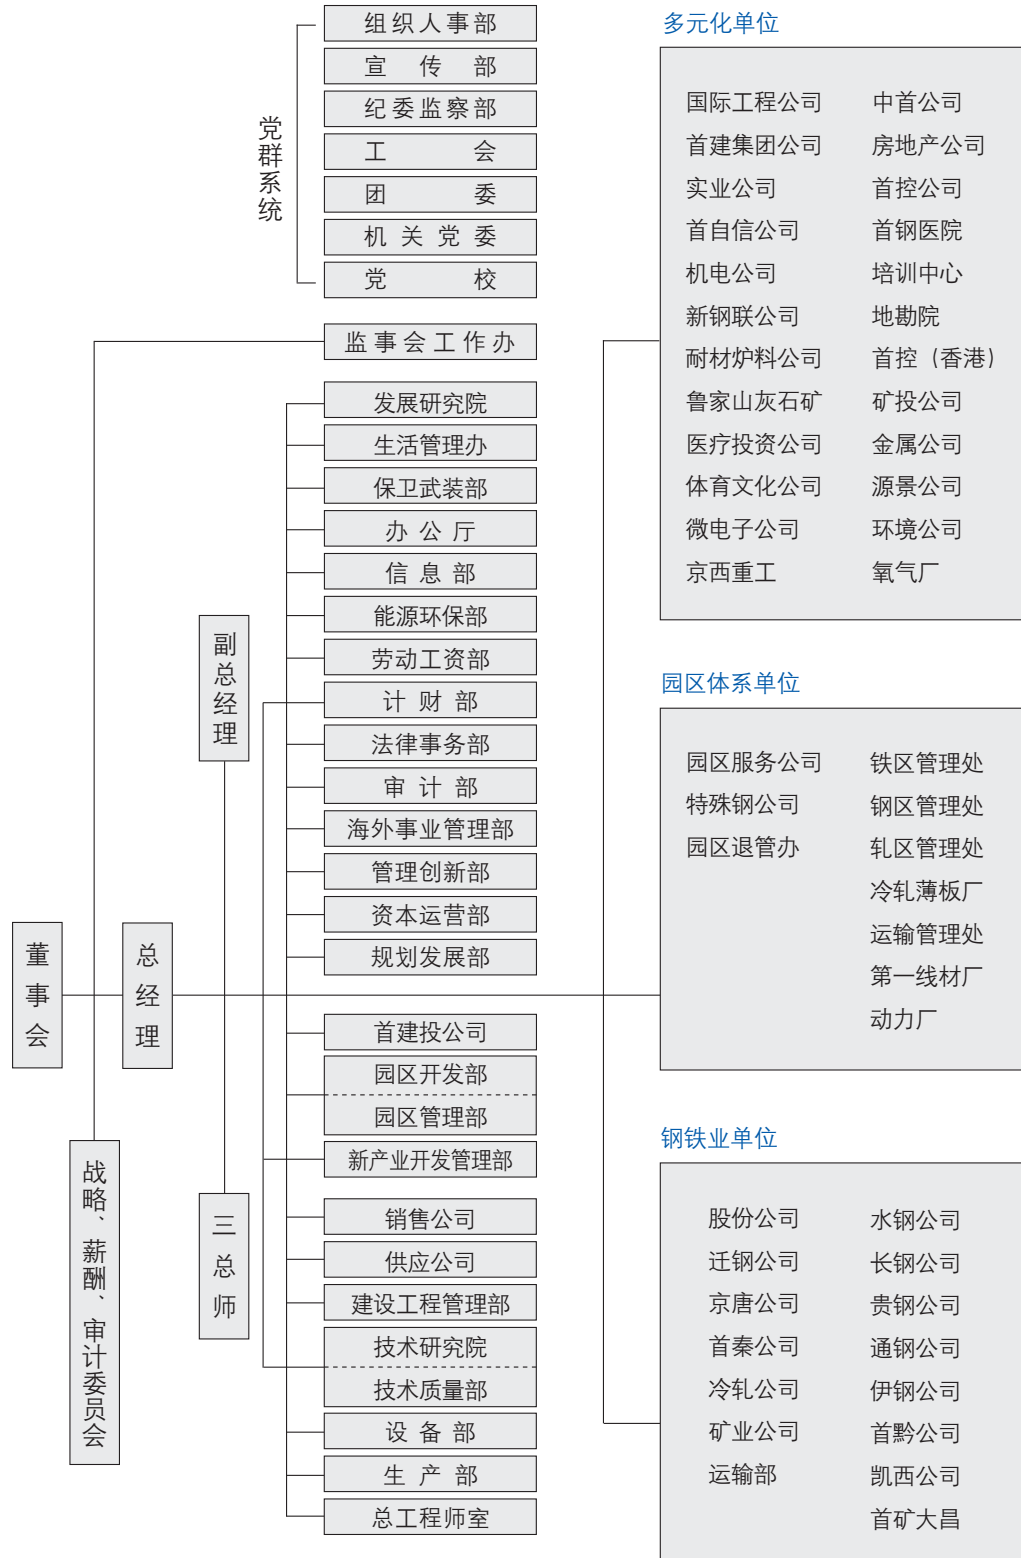 党群系统
组织人事部
宣传部
纪委监察部
工会
团委
机关党委
党校
监事会工作办
发展研究院
生活管理办
保卫武装部
办公厅
信息部
能源环保部
劳动工资部
计财部
法律事务部
审计部
海外事业管理部
管理创新部
资本运营部
规划发展部
首建投公司
园区开发部
园区管理部
新产业开发管理部
销售公司
供应公司
建设工程管理部
技术研究院
技术质量部
设备部
生产部
总工程师室
董事会
总经理
副总经理
三总师
战略、薪酬、审计委员会
多元化单位
国际工程公司 中首公司
首建集团公司 房地产公司
实业公司 首控公司
首自信公司 首钢医院
机电公司 培训中心
新钢联公司 地勘院
耐材炉料公司 首控（香港）
鲁家山灰石矿 矿投公司
医疗投资公司 金属公司
体育文化公司 源景公司
微电子公司 环境公司
京西重工 氧气厂
园区体系单位
园区服务公司 铁区管理处
特殊钢公司 钢区管理处
园区退管办 轧区管理处
冷轧薄板厂
运输管理处
第一线材厂
动力厂
钢铁业单位
股份公司 水钢公司
迁钢公司 长钢公司
京唐公司 贵钢公司
首秦公司 通钢公司
冷轧公司 伊钢公司
矿业公司 首黔公司
运输部 凯西公司
首矿大昌